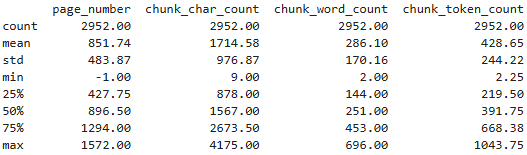 page_number chunk_char_count chunk_word_count chunk_token_count
count 2952.00 2952.00 2952.00 2952.00
mean 851.74 1714.58 286.10 428.65
std 483.87 976.87 170.16 244.22
min -1.00 9.00 2.00 2.25
25% 427.75 878.00 144.00 219.50
50% 896.50 1567.00 251.00 391.75
75% 1294.00 2673.50 453.00 668.38
max 1572.00 4175.00 696.00 1043.75